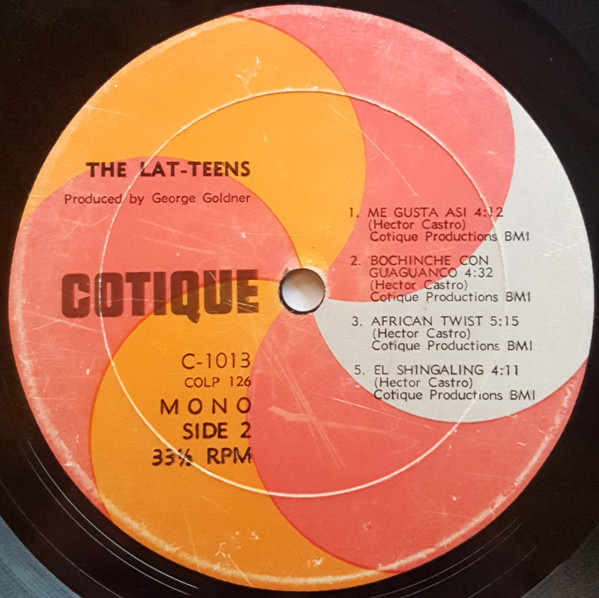 THE LAT-TEENS
Produced by George Goldner
COTIQUE
C-1013
COLP 126
MONO
SIDE 2
33⅓ RPM
1. ME GUSTA ASI 4:12
(Hector Castro)
Cotique Productions BMI
2. BOCHINCHE CON
GUAGUANCO 4:32
(Hector Castro)
Cotique Productions BMI
3. AFRICAN TWIST 5:15
(Hector Castro)
Cotique Productions BMI
5. EL SHINGALING 4:11
(Hector Castro)
Cotique Productions BMI